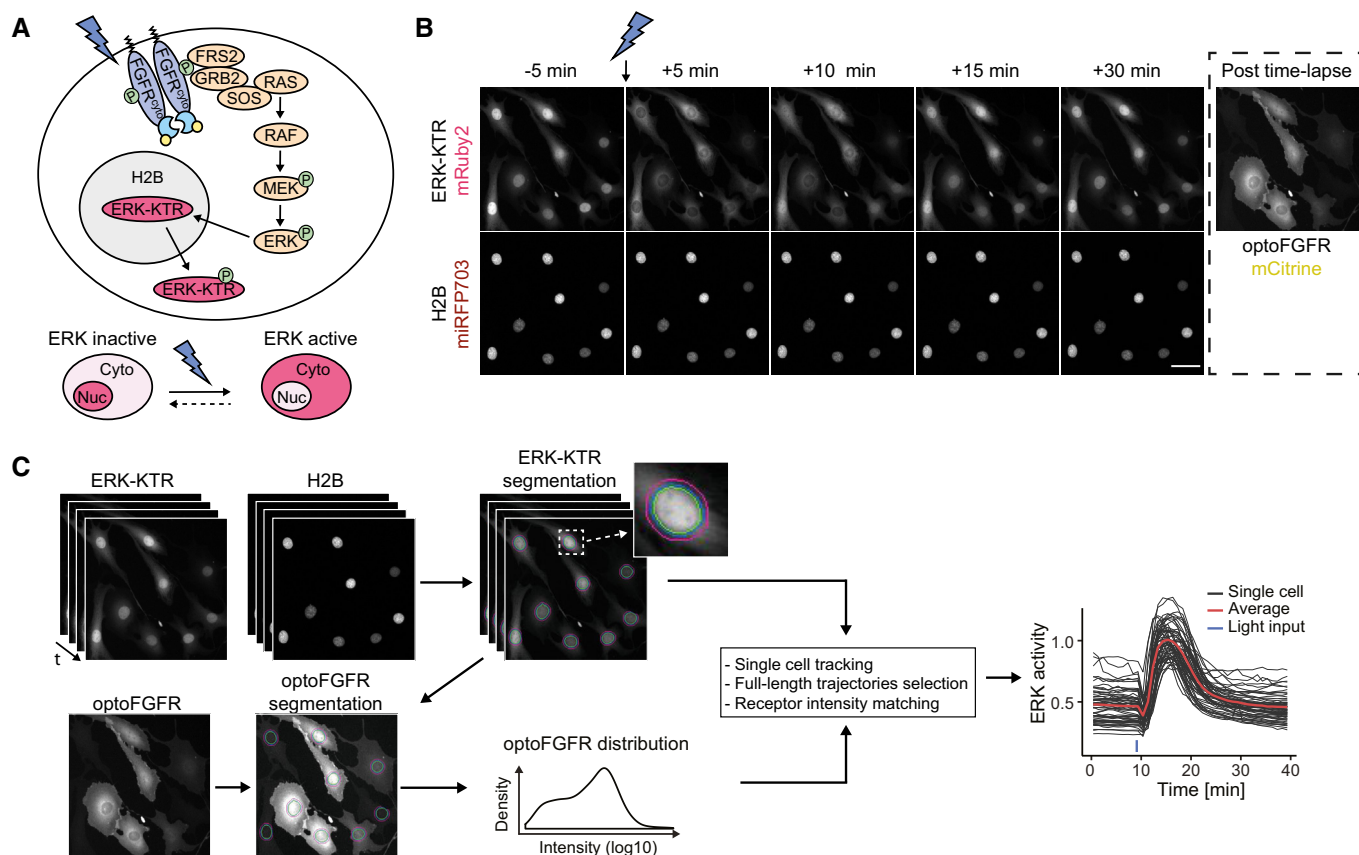 A
FGFRcyto
FGFRcyto
P
P
FRS2
GRB2
SOS
RAS
RAF
MEK
P
ERK
P
H2B
ERK-KTR
ERK-KTR
P
ERK inactive
ERK active
Cyto
Nuc
Cyto
Nuc
B
-5 min
+5 min
+10 min
+15 min
+30 min
Post time-lapse
ERK-KTR
mRuby2
H2B
miRFP703
optoFGFR
mCitrine
C
ERK-KTR
H2B
ERK-KTR
segmentation
t
optoFGFR
optoFGFR
segmentation
optoFGFR distribution
Density
Intensity (log10)
- Single cell tracking
- Full-length trajectories selection
- Receptor intensity matching
Single cell
Average
Light input
ERK activity
1.0
0.5
0 10 20 30 40
Time [min]